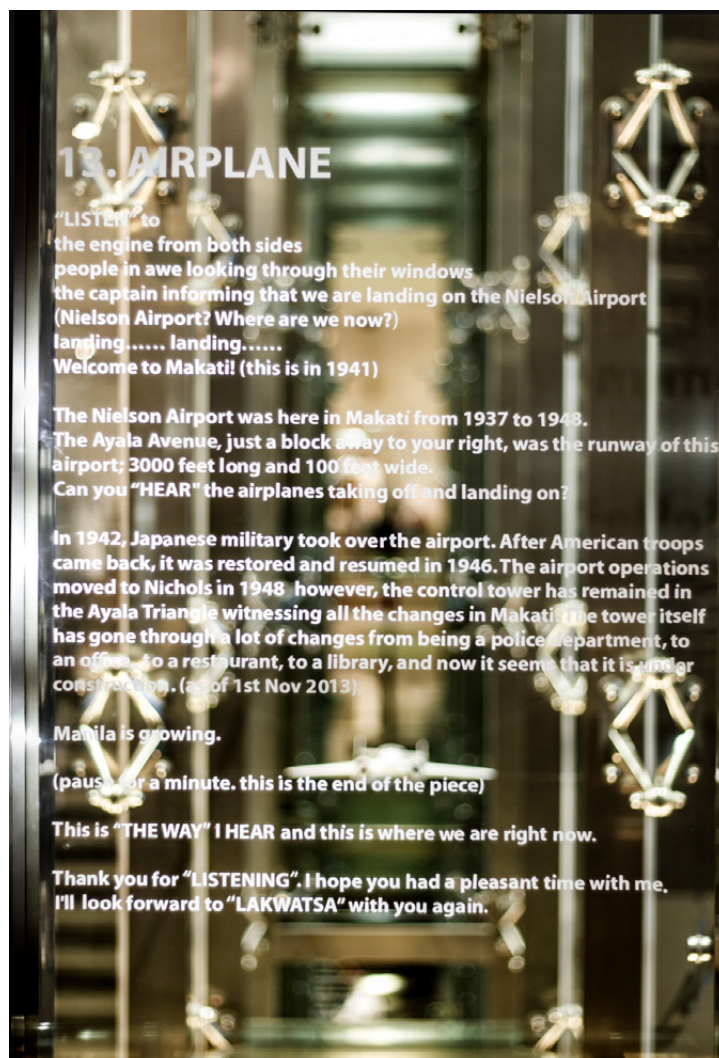 13. AIRPLANE
“LISTEN” to
the engine from both sides
people in awe looking through their windows
the captain informing that we are landing on the Nielson Airport
(Nielson Airport? Where are we now?)
landing...... landing......
Welcome to Makati! (this is in 1941)
The Nielson Airport was here in Makati from 1937 to 1948.
The Ayala Avenue, just a block away to your right, was the runway of this
airport; 3000 feet long and 100 feet wide.
Can you “HEAR” the airplanes taking off and landing on?
In 1942, Japanese military took over the airport. After American troops
came back, it was restored and resumed in 1946. The airport operations
moved to Nichols in 1948 however, the control tower has remained in
the Ayala Triangle witnessing all the changes in Makati. The tower itself
has gone through a lot of changes from being a police department, to
an office, to a restaurant, to a library, and now it seems that it is under
construction. (as of 1st Nov 2013)
Manila is growing.
(pause for a minute. this is the end of the piece)
This is “THE WAY” I HEAR and this is where we are right now.
Thank you for “LISTENING”. I hope you had a pleasant time with me.
I'll look forward to “LAKWATSA” with you again.